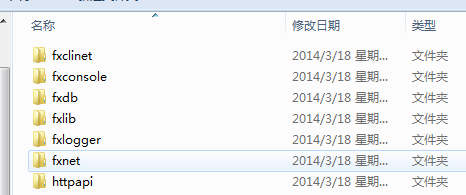 名称 修改日期 类型
fxclinet 2014/3/18 星期... 文件夹
fxconsole 2014/3/18 星期... 文件夹
fxdb 2014/3/18 星期... 文件夹
fxlib 2014/3/18 星期... 文件夹
fxlogger 2014/3/18 星期... 文件夹
fxnet 2014/3/18 星期... 文件夹
httpapi 2014/3/18 星期... 文件夹